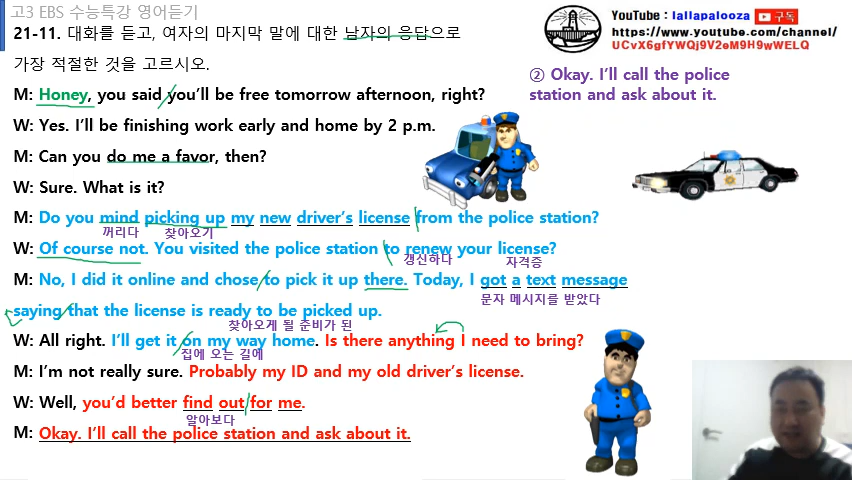 고3 EBS 수능특강 영어듣기
21-11. 대화를 듣고, 여자의 마지막 말에 대한 남자의 응답으로
가장 적절한 것을 고르시오.
YouTube : lallapalooza 구독
https://www.youtube.com/channel/
UCvX6gfYWQj9V2eM9H9wWELQ
② Okay. I'll call the police
station and ask about it.
M: Honey, you said you'll be free tomorrow afternoon, right?
W: Yes. I'll be finishing work early and home by 2 p.m.
M: Can you do me a favor, then?
W: Sure. What is it?
M: Do you mind picking up my new driver's license from the police station?
꺼리다 찾아오기
W: Of course not. You visited the police station to renew your license?
갱신하다 자격증
M: No, I did it online and chose to pick it up there. Today, I got a text message
문자 메시지를 받았다
saying that the license is ready to be picked up.
찾아오게 될 준비가 된
W: All right. I'll get it on my way home. Is there anything I need to bring?
집에 오는 길에
M: I'm not really sure. Probably my ID and my old driver's license.
W: Well, you'd better find out for me.
알아보다
M: Okay. I'll call the police station and ask about it.